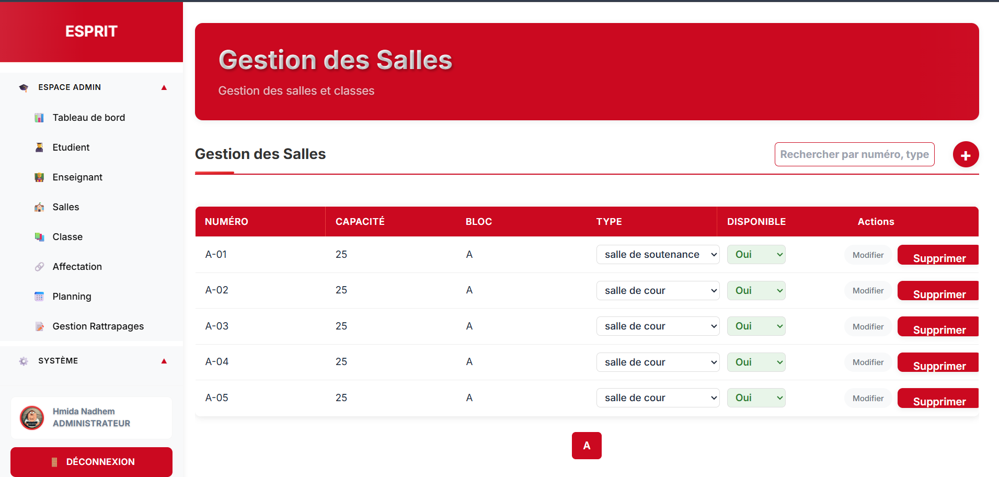 ESPRIT
ESPACE ADMIN
Tableau de bord
Etudient
Enseignant
Salles
Classe
Affectation
Planning
Gestion Rattrapages
SYSTÈME
Hmida Nadhem
ADMINISTRATEUR
DÉCONNEXION
Gestion des Salles
Gestion des salles et classes
Gestion des Salles
Rechercher par numéro, type
+
NUMÉRO CAPACITÉ BLOC TYPE DISPONIBLE Actions
A-01 25 A salle de soutenance Oui Modifier Supprimer
A-02 25 A salle de cour Oui Modifier Supprimer
A-03 25 A salle de cour Oui Modifier Supprimer
A-04 25 A salle de cour Oui Modifier Supprimer
A-05 25 A salle de cour Oui Modifier Supprimer
A